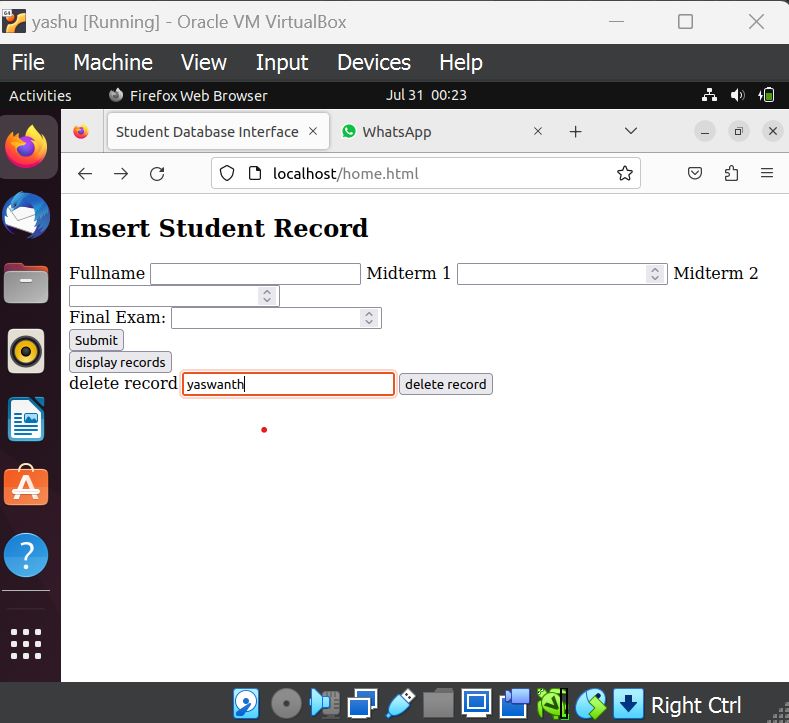 yashu [Running] - Oracle VM VirtualBox
File Machine View Input Devices Help
Activities Firefox Web Browser Jul 31 00:23
Student Database Interface WhatsApp
localhost/home.html
Insert Student Record
Fullname Midterm 1 Midterm 2
Final Exam:
Submit
display records
delete record yaswanth delete record
Right Ctrl